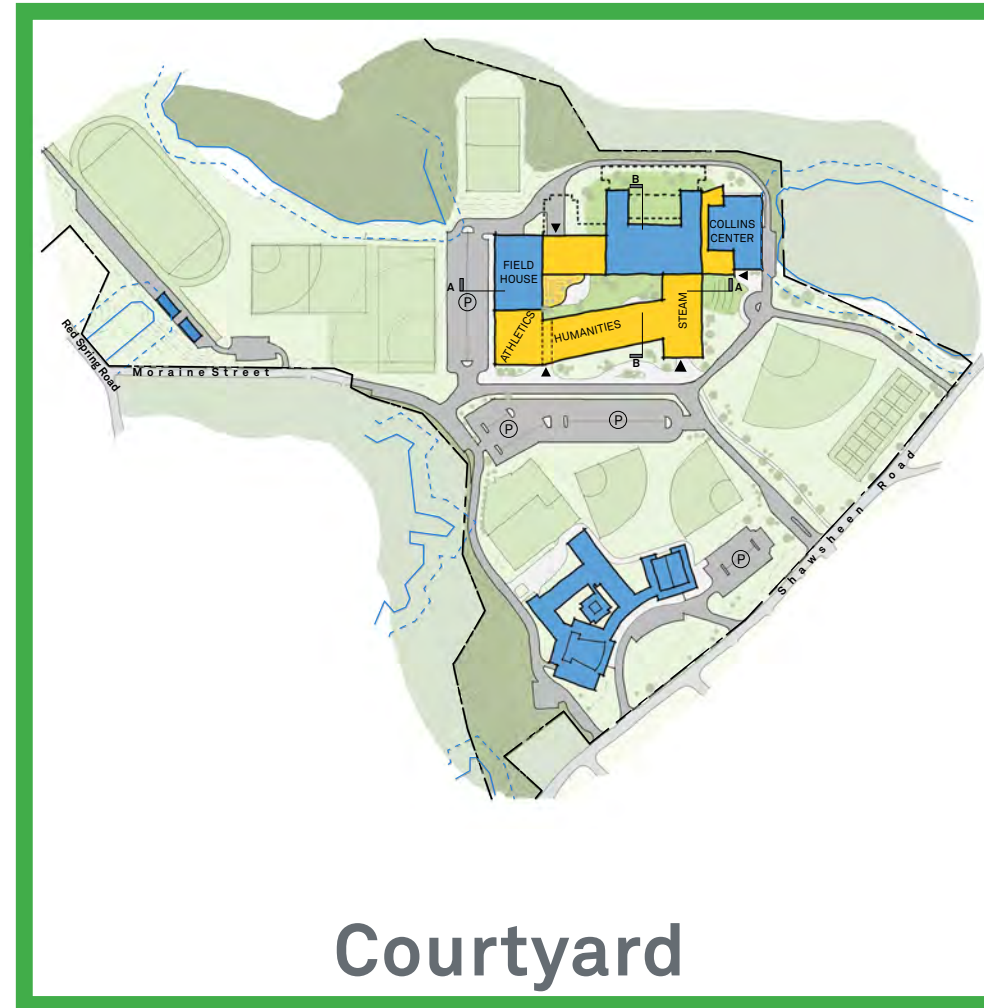 B
COLLINS
CENTER
FIELD
HOUSE
A
A
P
STEAM
HUMANITIES
ATHLETICS
B
Red Spring Road
Moraine Street
P
P
Shawsheen Road
P
Courtyard